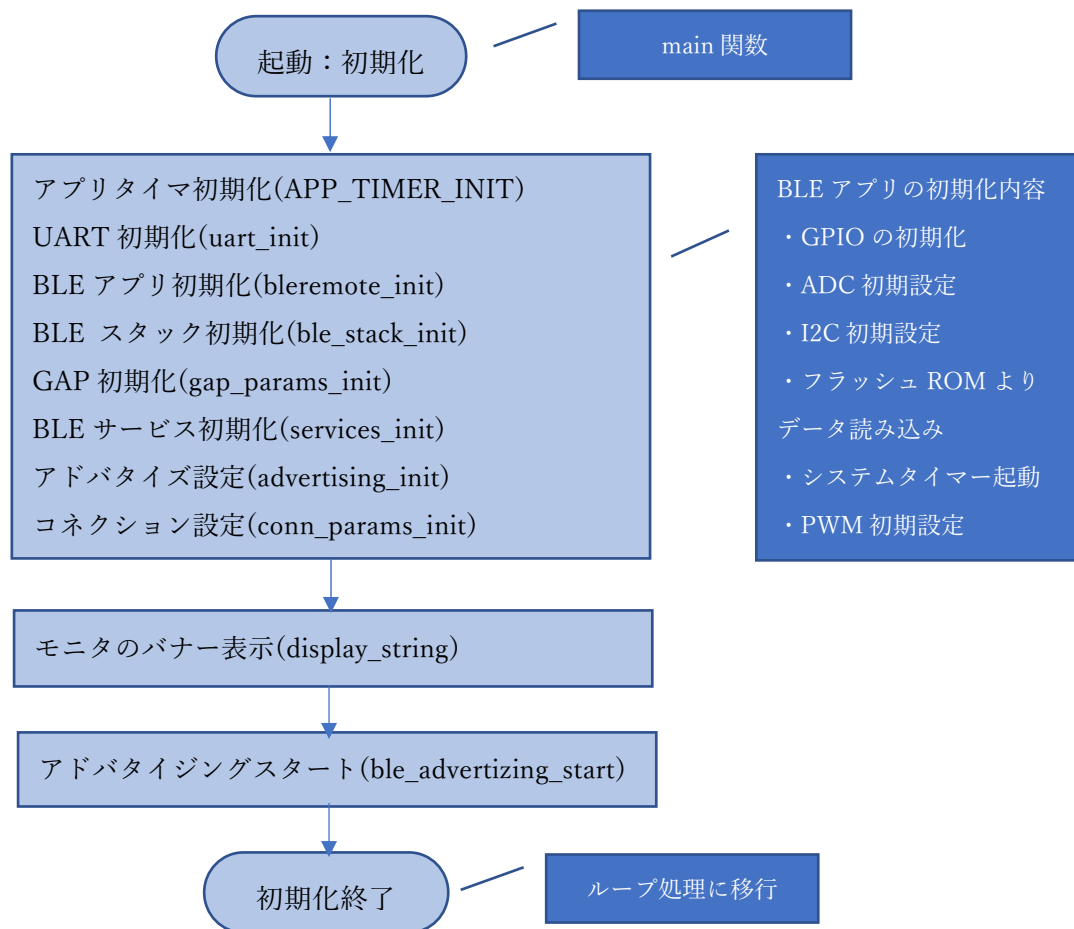 起動：初期化
main 関数
アプリタイマ初期化(APP_TIMER_INIT)
UART 初期化(uart_init)
BLE アプリ初期化(bleremote_init)
BLE スタック初期化(ble_stack_init)
GAP 初期化(gap_params_init)
BLE サービス初期化(services_init)
アドバタイズ設定(advertising_init)
コネクション設定(conn_params_init)
BLE アプリの初期化内容
・GPIO の初期化
・ADC 初期設定
・I2C 初期設定
・フラッシュ ROM より
データ読み込み
・システムタイマー起動
・PWM 初期設定
モニタのバナー表示(display_string)
アドバタイジングスタート(ble_advertizing_start)
初期化終了
ループ処理に移行